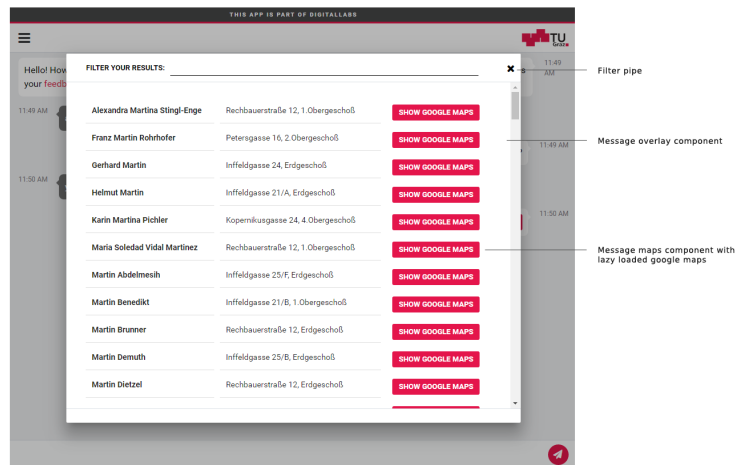 THIS APP IS PART OF DIGITALLABS
TU
Graz
Hello! How
your feedb
s
11:49
AM
FILTER YOUR RESULTS:
Filter pipe
11:49 AM
Alexandra Martina Stingl-Enge
Rechbauerstraße 12, 1.Obergeschoß
SHOW GOOGLE MAPS
Franz Martin Rohrhofer
Petersgasse 16, 2.Obergeschoß
SHOW GOOGLE MAPS
Message overlay component
11:49 AM
Gerhard Martin
Inffeldgasse 24, Erdgeschoß
SHOW GOOGLE MAPS
11:50 AM
Helmut Martin
Inffeldgasse 21/A, Erdgeschoß
SHOW GOOGLE MAPS
Karin Martina Pichler
Kopernikusgasse 24, 4.Obergeschoß
SHOW GOOGLE MAPS
11:50 AM
Maria Soledad Vidal Martinez
Rechbauerstraße 12, 1.Obergeschoß
SHOW GOOGLE MAPS
Message maps component with
lazy loaded google maps
Martin Abdelmesih
Inffeldgasse 25/F, Erdgeschoß
SHOW GOOGLE MAPS
Martin Benedikt
Inffeldgasse 21/B, 1.Obergeschoß
SHOW GOOGLE MAPS
Martin Brunner
Rechbauerstraße 12, Erdgeschoß
SHOW GOOGLE MAPS
Martin Demuth
Inffeldgasse 25/B, Erdgeschoß
SHOW GOOGLE MAPS
Martin Dietzel
Rechbauerstraße 12, Erdgeschoß
SHOW GOOGLE MAPS